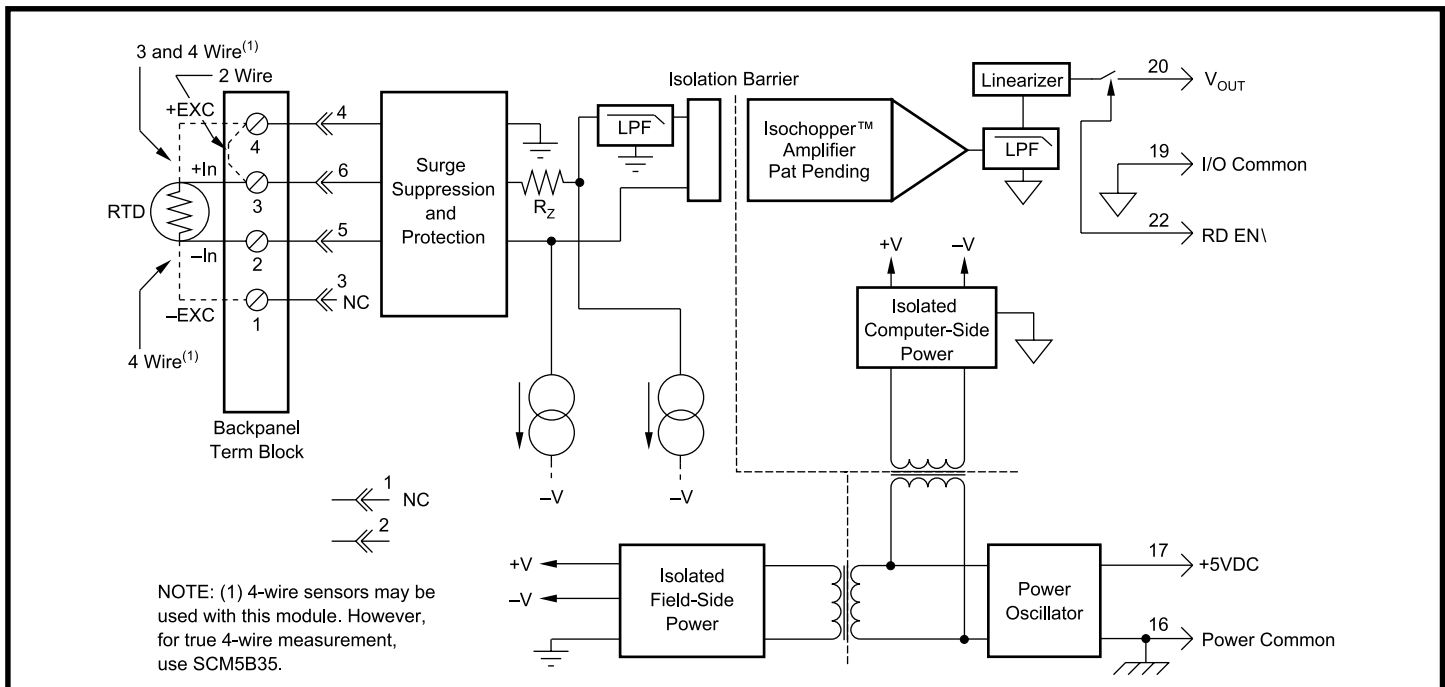 3 and 4 Wire(1)
2 Wire
+EXC
4
4
+In
6
3
RTD
5
–In
2
3
NC
–EXC
1
4 Wire(1)
Backpanel
Term Block
Surge
Suppression
and
Protection
RZ
LPF
Isolation Barrier
Isochopper™
Amplifier
Pat Pending
Linearizer
LPF
20
VOUT
19
I/O Common
22
RD EN\
+V
–V
Isolated
Computer-Side
Power
–V
–V
1
NC
2
NOTE: (1) 4-wire sensors may be
used with this module. However,
for true 4-wire measurement,
use SCM5B35.
+V
–V
Isolated
Field-Side
Power
Power
Oscillator
17
+5VDC
16
Power Common